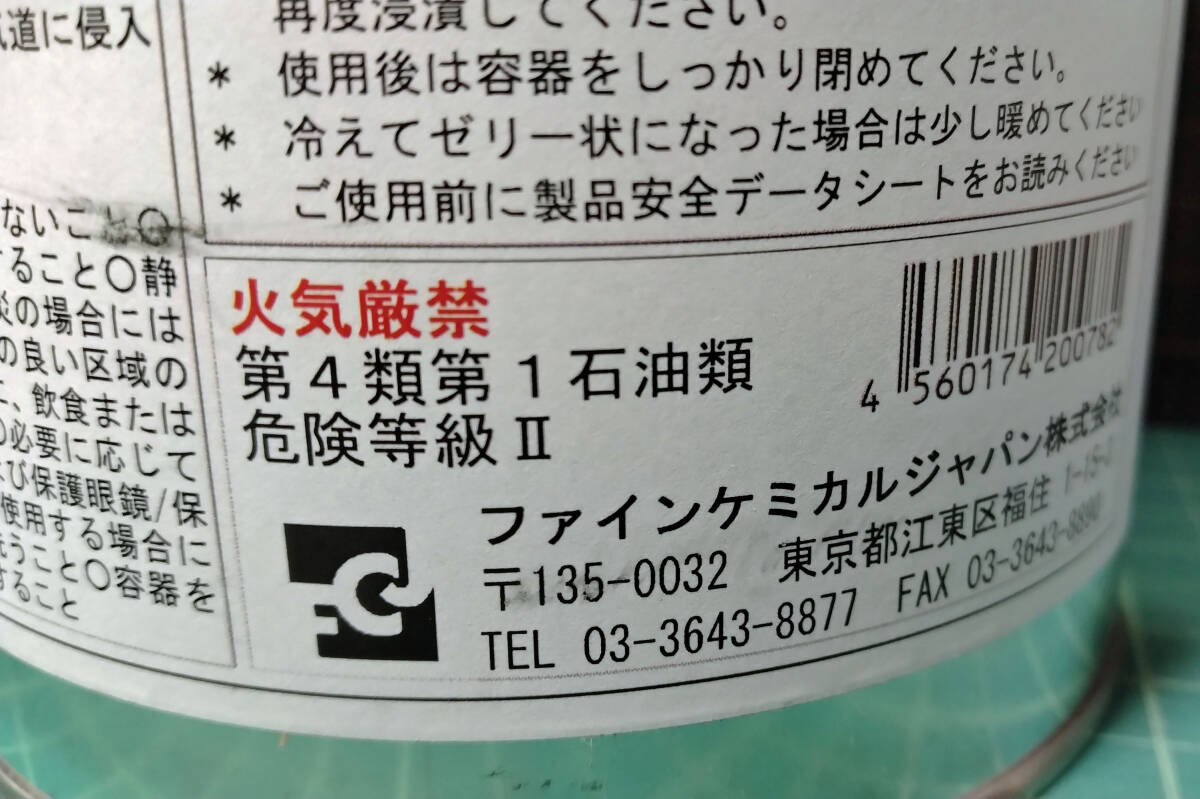 気道に侵入
ないこと〇
すること〇静
災の場合には
の良い区域の
、飲食または
の必要に応じて
よび保護眼鏡/保
使用する場合に
洗うこと〇容器を
すること
再度浸漬してください。
* 使用後は容器をしっかり閉めてください。
* 冷えてゼリー状になった場合は少し暖めてください
* ご使用前に製品安全データシートをお読みください
火気厳禁
第4類第1石油類
危険等級Ⅱ
4 560174 200782
ファインケミカルジャパン株式会社
〒135-0032 東京都江東区福住 1-15-
TEL 03-3643-8877 FAX 03-3643-8890